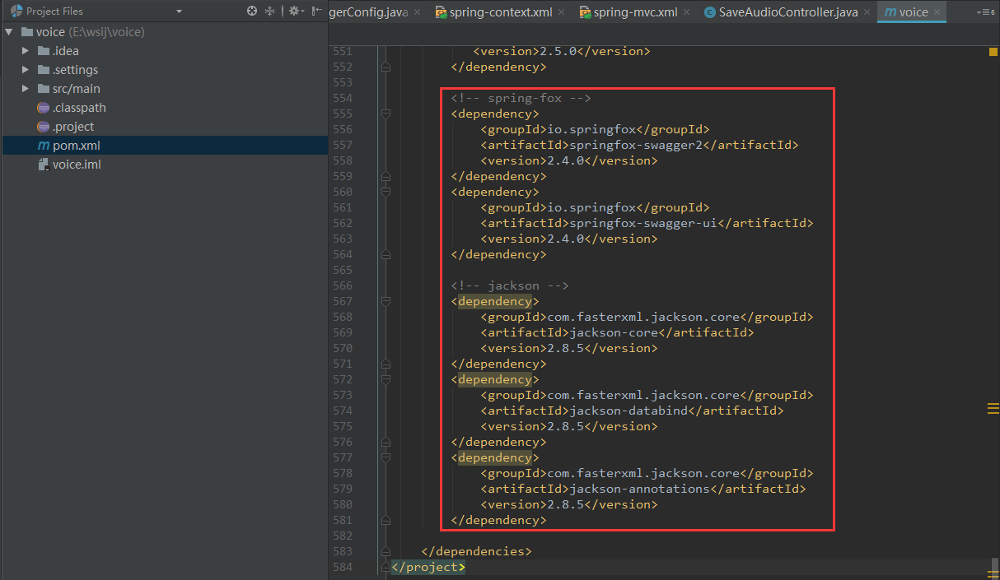 Project Files
gerConfig.java
spring-context.xml
spring-mvc.xml
SaveAudioController.java
voice
6
voice (E:\wsij\voice)
.idea
.settings
src/main
.classpath
.project
pom.xml
voice.iml
551 <version>2.5.0</version>
552 </dependency>
553
554 <!-- spring-fox -->
555 <dependency>
556 <groupId>io.springfox</groupId>
557 <artifactId>springfox-swagger2</artifactId>
558 <version>2.4.0</version>
559 </dependency>
560 <dependency>
561 <groupId>io.springfox</groupId>
562 <artifactId>springfox-swagger-ui</artifactId>
563 <version>2.4.0</version>
564 </dependency>
565
566 <!-- jackson -->
567 <dependency>
568 <groupId>com.fasterxml.jackson.core</groupId>
569 <artifactId>jackson-core</artifactId>
570 <version>2.8.5</version>
571 </dependency>
572 <dependency>
573 <groupId>com.fasterxml.jackson.core</groupId>
574 <artifactId>jackson-databind</artifactId>
575 <version>2.8.5</version>
576 </dependency>
577 <dependency>
578 <groupId>com.fasterxml.jackson.core</groupId>
579 <artifactId>jackson-annotations</artifactId>
580 <version>2.8.5</version>
581 </dependency>
582
583 </dependencies>
584 </project>